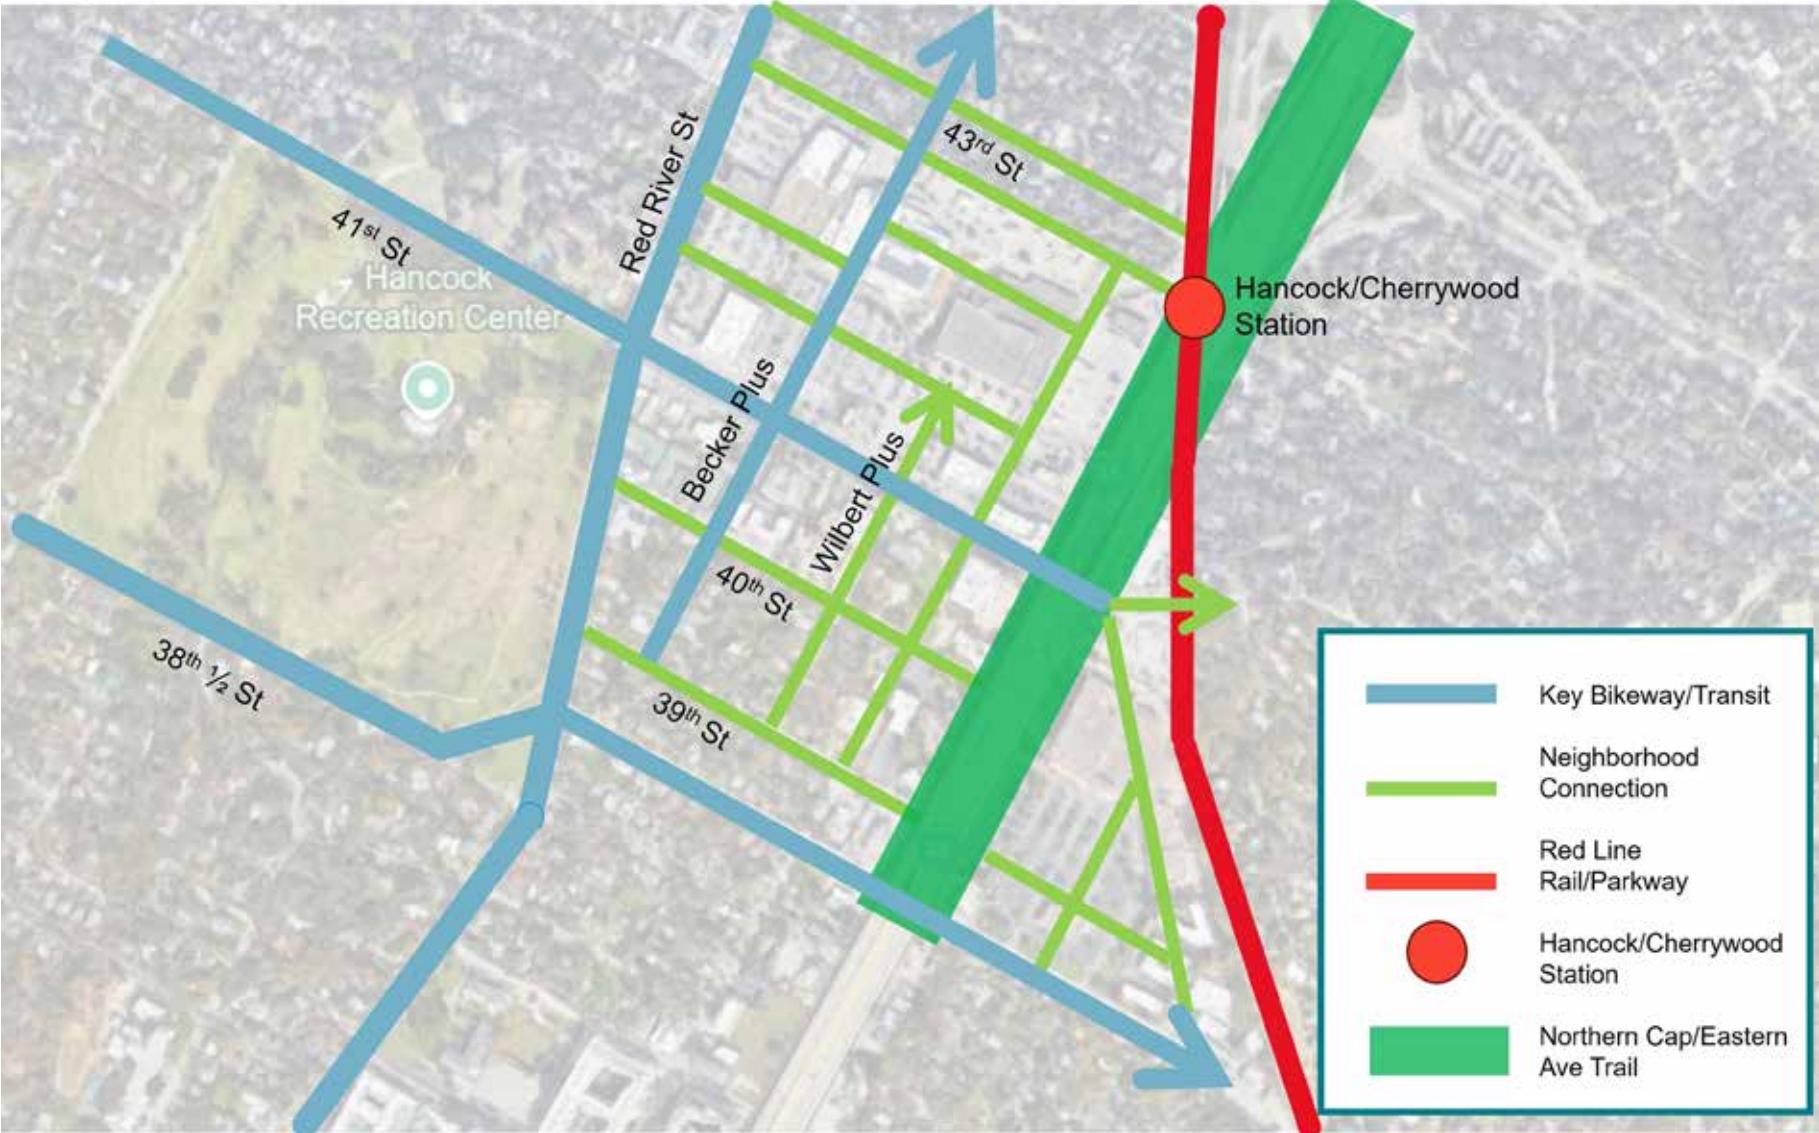 43ʳᵈ St
Red River St
41ˢᵗ St
Hancock
Recreation Center
Hancock/Cherrywood
Station
Becker Plus
Wilbert Plus
40ᵗʰ St
38ᵗʰ ½ St
39ᵗʰ St
Key Bikeway/Transit
Neighborhood
Connection
Red Line
Rail/Parkway
Hancock/Cherrywood
Station
Northern Cap/Eastern
Ave Trail